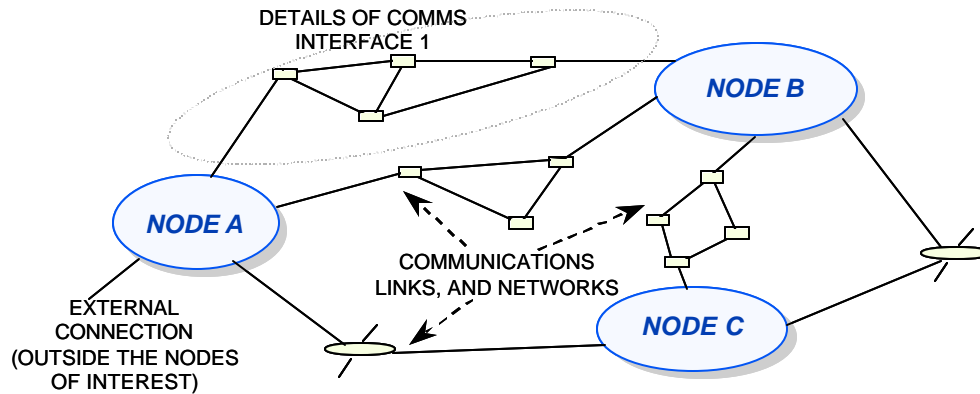 DETAILS OF COMMS
INTERFACE 1
NODE B
NODE A
COMMUNICATIONS
LINKS, AND NETWORKS
EXTERNAL
CONNECTION
(OUTSIDE THE NODES
OF INTEREST)
NODE C